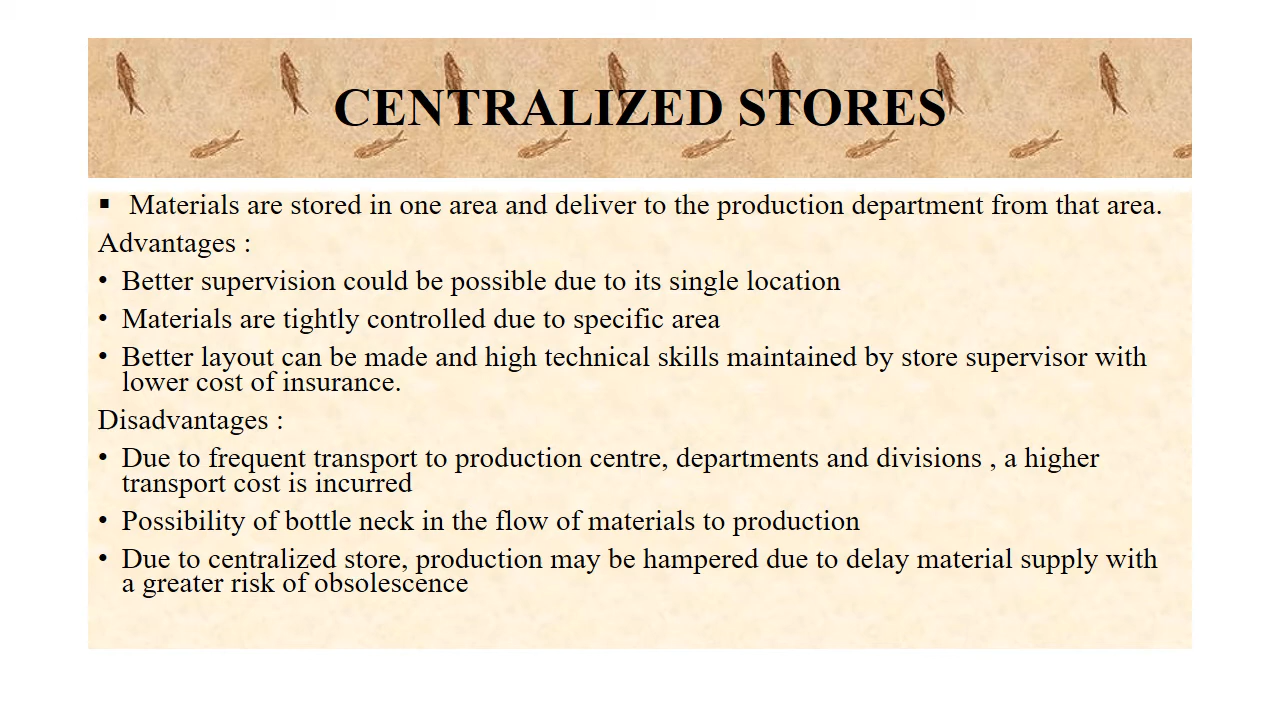 CENTRALIZED STORES
▪ Materials are stored in one area and deliver to the production department from that area.
Advantages :
• Better supervision could be possible due to its single location
• Materials are tightly controlled due to specific area
• Better layout can be made and high technical skills maintained by store supervisor with
lower cost of insurance.
Disadvantages :
• Due to frequent transport to production centre, departments and divisions , a higher
transport cost is incurred
• Possibility of bottle neck in the flow of materials to production
• Due to centralized store, production may be hampered due to delay material supply with
a greater risk of obsolescence